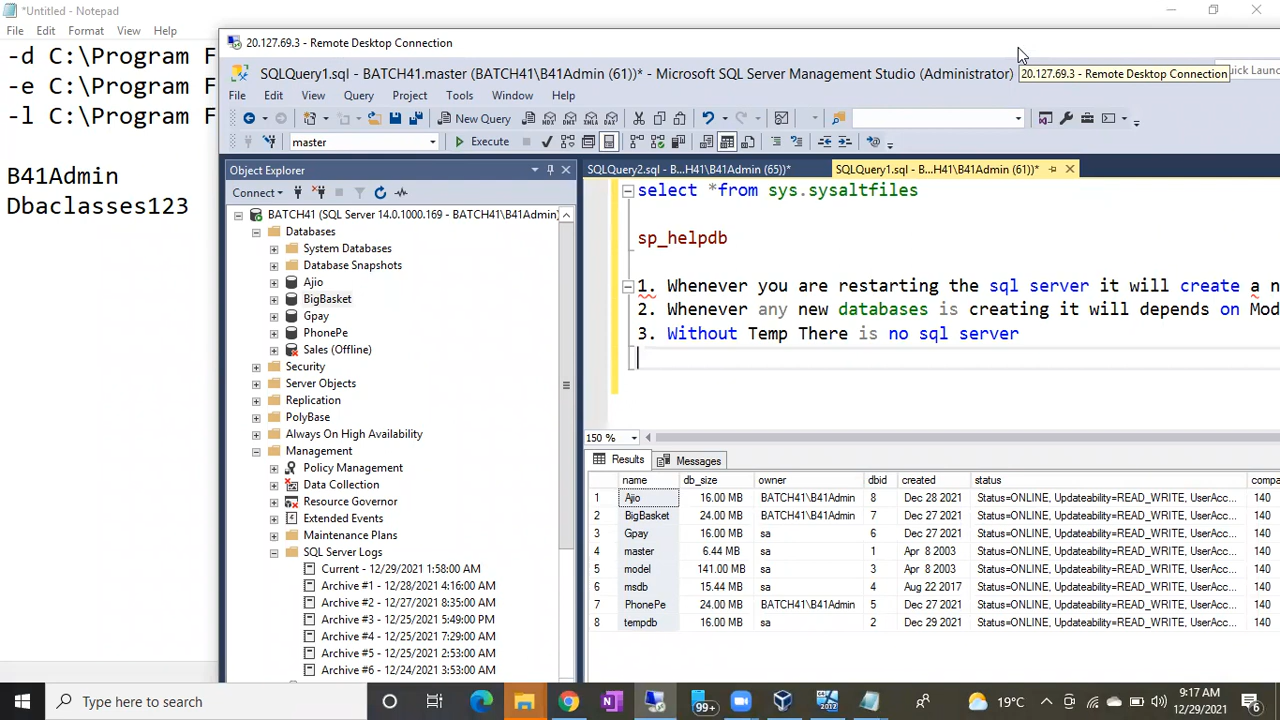 *Untitled - Notepad
File Edit Format View Help
-d C:\Program F
-e C:\Program F
-l C:\Program F
B41Admin
Dbaclasses123
20.127.69.3 - Remote Desktop Connection
20.127.69.3 - Remote Desktop Connection
SQLQuery1.sql - BATCH41.master (BATCH41\B41Admin (61))* - Microsoft SQL Server Management Studio (Administrator)
File Edit View Query Project Tools Window Help
New Query MDX DMX XMLA DAX
master Execute
Object Explorer
Connect
BATCH41 (SQL Server 14.0.1000.169 - BATCH41\B41Admin)
Databases
System Databases
Database Snapshots
Ajio
BigBasket
Gpay
PhonePe
Sales (Offline)
Security
Server Objects
Replication
PolyBase
Always On High Availability
Management
Policy Management
Data Collection
Resource Governor
Extended Events
Maintenance Plans
SQL Server Logs
Current - 12/29/2021 1:58:00 AM
Archive #1 - 12/28/2021 4:16:00 AM
Archive #2 - 12/27/2021 8:35:00 AM
Archive #3 - 12/25/2021 5:49:00 PM
Archive #4 - 12/25/2021 7:29:00 AM
Archive #5 - 12/25/2021 2:53:00 AM
Archive #6 - 12/24/2021 3:53:00 AM
SQLQuery2.sql - B...H41\B41Admin (65))* SQLQuery1.sql - B...H41\B41Admin (61))*
select *from sys.sysaltfiles
sp_helpdb
1. Whenever you are restarting the sql server it will create a n
2. Whenever any new databases is creating it will depends on Mod
3. Without Temp There is no sql server
150 %
Results Messages
name db_size owner dbid created status compa
1 Ajio 16.00 MB BATCH41\B41Admin 8 Dec 28 2021 Status=ONLINE, Updateability=READ_WRITE, UserAcc... 140
2 BigBasket 24.00 MB BATCH41\B41Admin 7 Dec 27 2021 Status=ONLINE, Updateability=READ_WRITE, UserAcc... 140
3 Gpay 16.00 MB sa 6 Dec 27 2021 Status=ONLINE, Updateability=READ_WRITE, UserAcc... 140
4 master 6.44 MB sa 1 Apr 8 2003 Status=ONLINE, Updateability=READ_WRITE, UserAcc... 140
5 model 141.00 MB sa 3 Apr 8 2003 Status=ONLINE, Updateability=READ_WRITE, UserAcc... 140
6 msdb 15.44 MB sa 4 Aug 22 2017 Status=ONLINE, Updateability=READ_WRITE, UserAcc... 140
7 PhonePe 24.00 MB BATCH41\B41Admin 5 Dec 27 2021 Status=ONLINE, Updateability=READ_WRITE, UserAcc... 140
8 tempdb 16.00 MB sa 2 Dec 29 2021 Status=ONLINE, Updateability=READ_WRITE, UserAcc... 140
Type here to search
99+
19°C
9:17 AM
12/29/2021
6